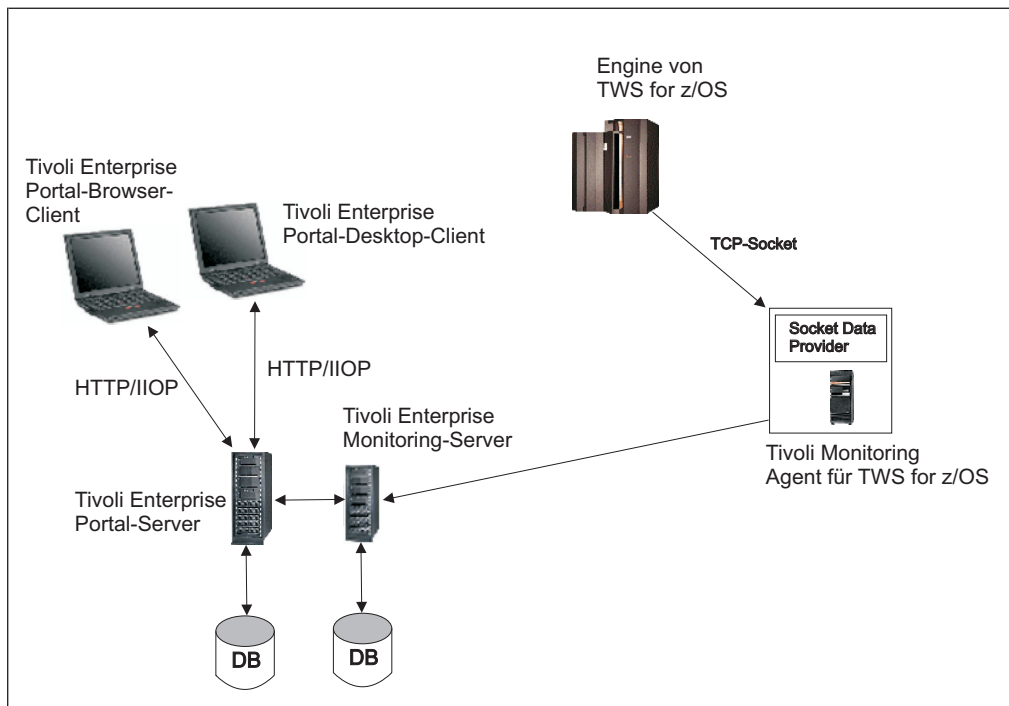 Engine von
TWS for z/OS
Tivoli Enterprise
Portal-Browser-
Client
Tivoli Enterprise
Portal-Desktop-Client
TCP-Socket
Socket Data
Provider
HTTP/IIOP
HTTP/IIOP
Tivoli Enterprise
Monitoring-Server
Tivoli Monitoring
Agent für TWS for z/OS
Tivoli Enterprise
Portal-Server
DB
DB